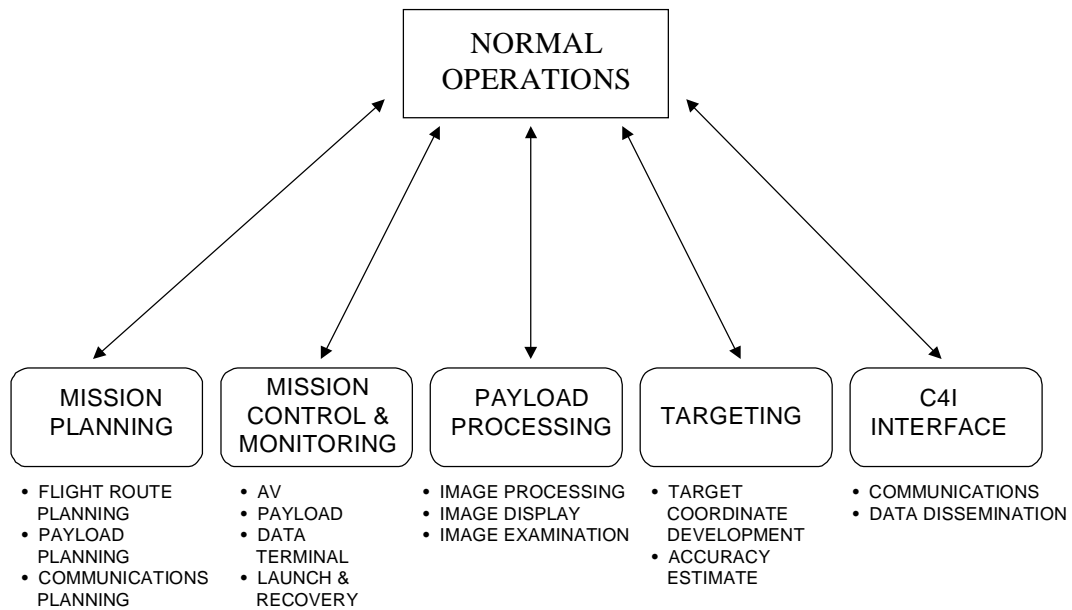 NORMAL
OPERATIONS
MISSION
PLANNING
• FLIGHT ROUTE
PLANNING
• PAYLOAD
PLANNING
• COMMUNICATIONS
PLANNING
MISSION
CONTROL &
MONITORING
• AV
• PAYLOAD
• DATA
TERMINAL
• LAUNCH &
RECOVERY
PAYLOAD
PROCESSING
• IMAGE PROCESSING
• IMAGE DISPLAY
• IMAGE EXAMINATION
TARGETING
• TARGET
COORDINATE
DEVELOPMENT
• ACCURACY
ESTIMATE
C4I
INTERFACE
• COMMUNICATIONS
• DATA DISSEMINATION